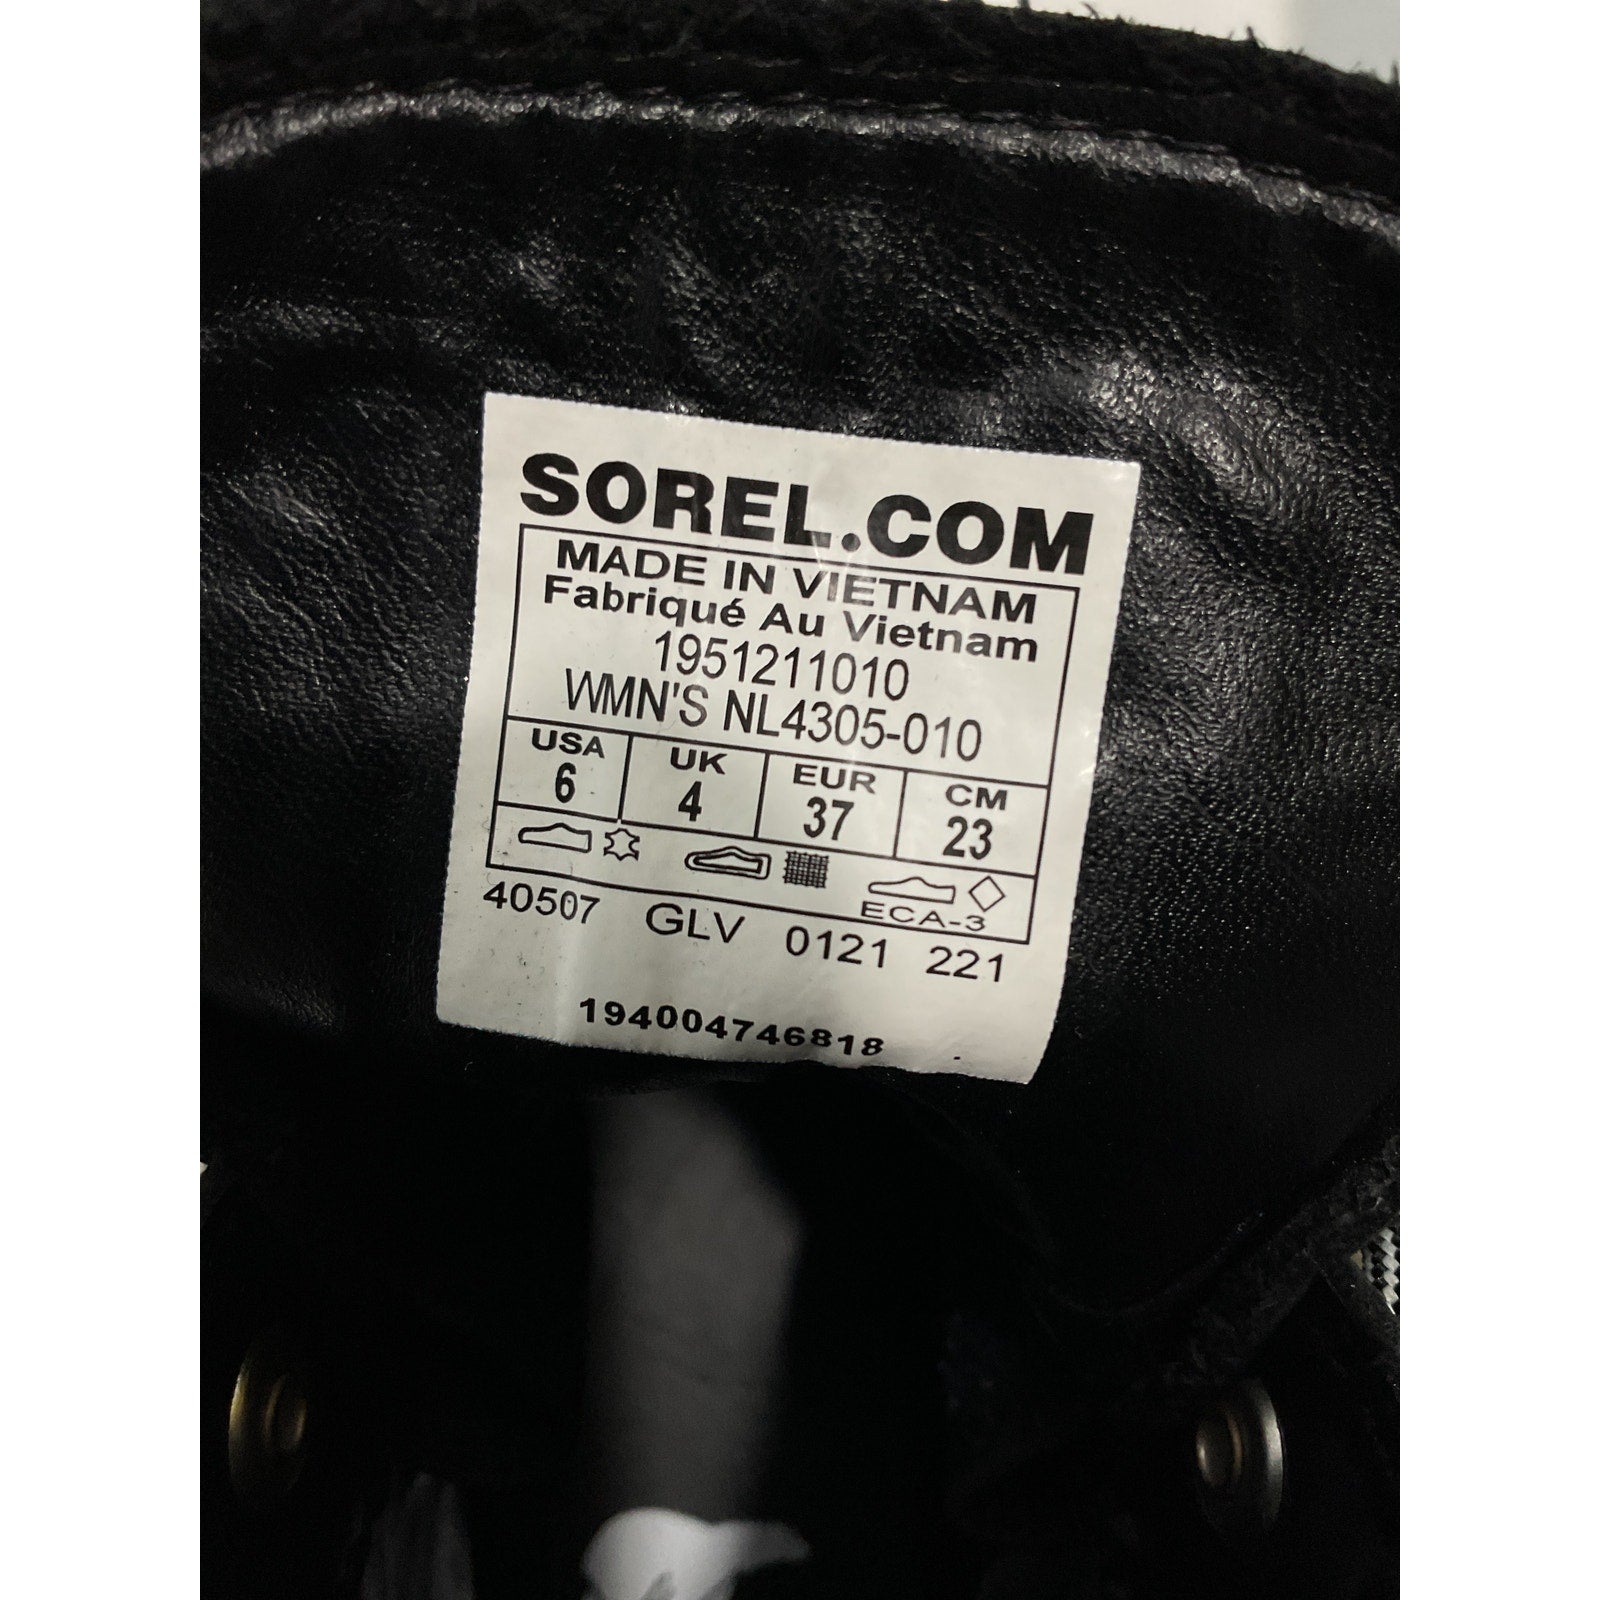 SOREL.COM
MADE IN VIETNAM
Fabriqué Au Vietnam
1951211010
WMN'S NL4305-010
USA UK EUR CM
6 4 37 23
ECA-3
40507 GLV 0121 221
194004746818